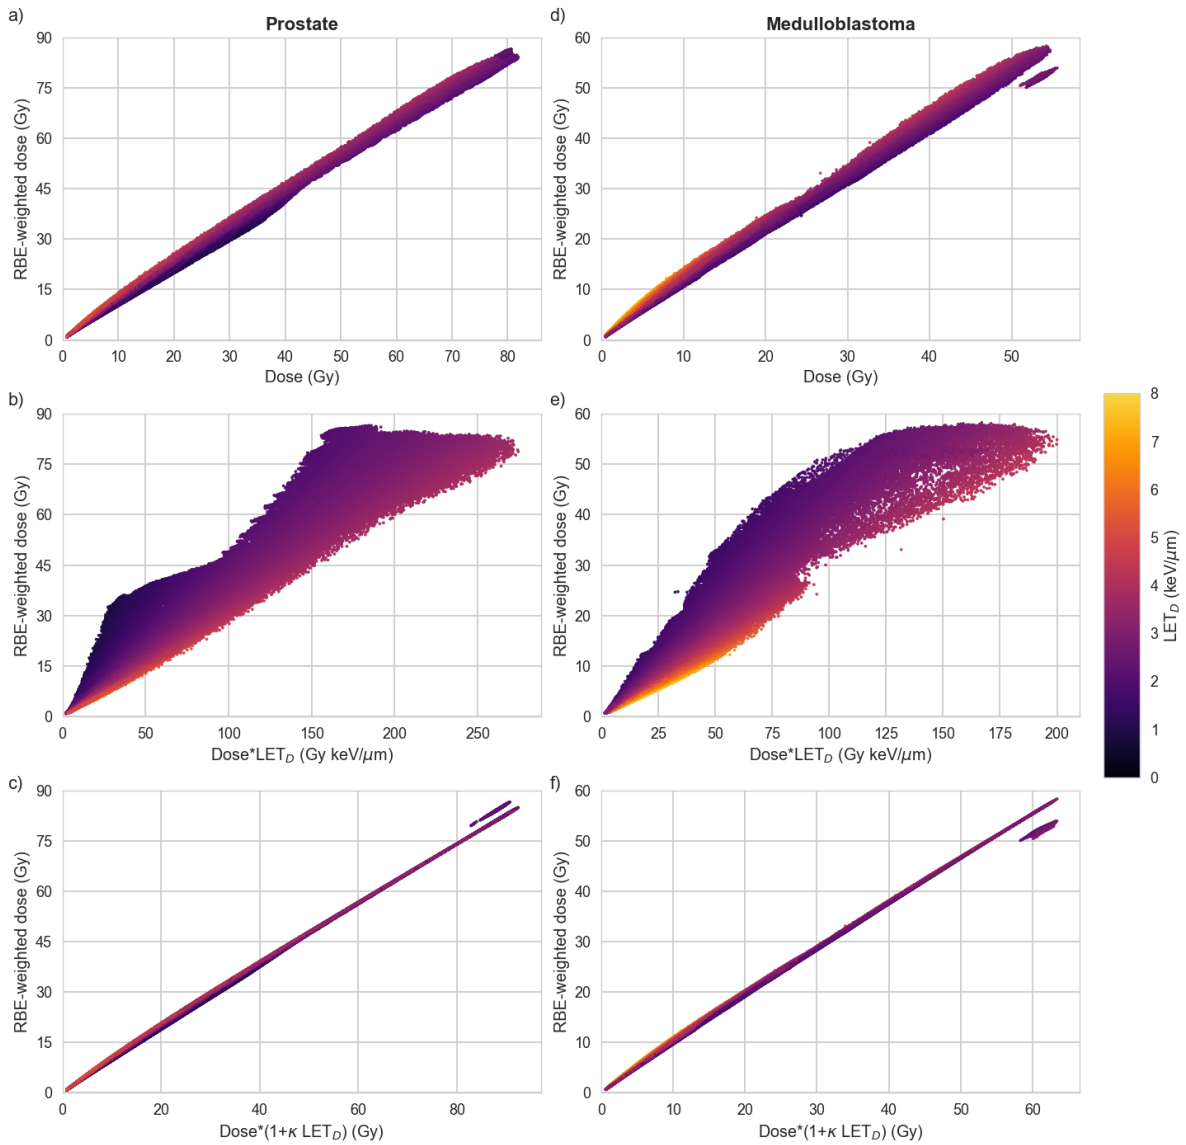 a)
Prostate
RBE-weighted dose (Gy)
90
75
60
45
30
15
0
0 10 20 30 40 50 60 70 80
Dose (Gy)
d)
Medulloblastoma
RBE-weighted dose (Gy)
60
50
40
30
20
10
0
0 10 20 30 40 50
Dose (Gy)
b)
RBE-weighted dose (Gy)
90
75
60
45
30
15
0
0 50 100 150 200 250
Dose*LET_D (Gy keV/μm)
e)
RBE-weighted dose (Gy)
60
50
40
30
20
10
0
0 25 50 75 100 125 150 175 200
Dose*LET_D (Gy keV/μm)
8
7
6
5
4
3
2
1
0
LET_D (keV/μm)
c)
RBE-weighted dose (Gy)
90
75
60
45
30
15
0
0 20 40 60 80
Dose*(1+κ LET_D) (Gy)
f)
RBE-weighted dose (Gy)
60
50
40
30
20
10
0
0 10 20 30 40 50 60
Dose*(1+κ LET_D) (Gy)